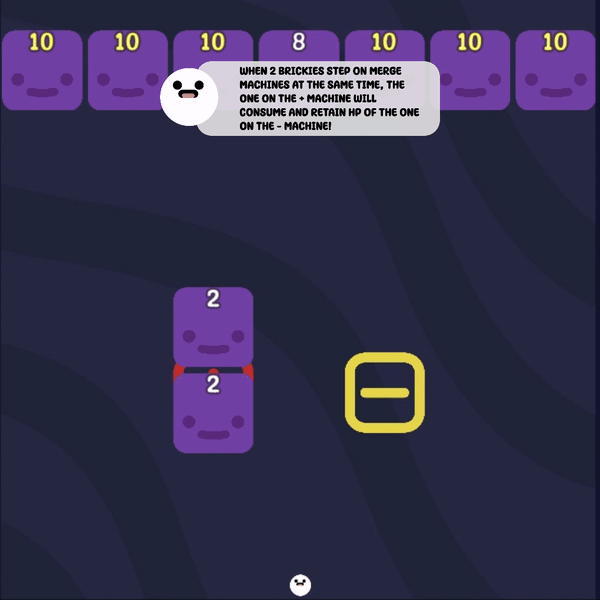 10 10 10 8 10 10 10
WHEN 2 BRICKIES STEP ON MERGE
MACHINES AT THE SAME TIME, THE
ONE ON THE + MACHINE WILL
CONSUME AND RETAIN HP OF THE ONE
ON THE - MACHINE!
2
2